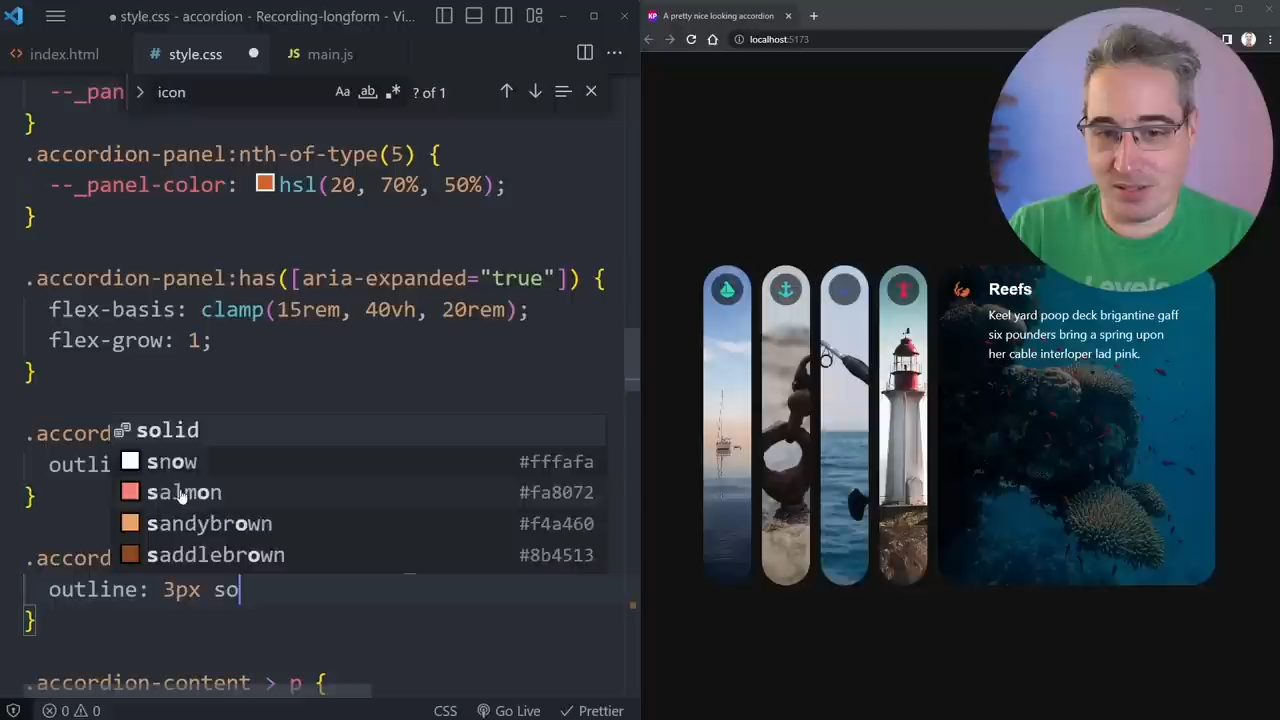 style.css - accordion - Recording-longform - Vi...
index.html
# style.css
JS main.js
icon
Aa ab .*
? of 1
--_pan
}
.accordion-panel:nth-of-type(5) {
--_panel-color: hsl(20, 70%, 50%);
}
.accordion-panel:has([aria-expanded="true"]) {
flex-basis: clamp(15rem, 40vh, 20rem);
flex-grow: 1;
}
.accord
outli
}
solid
snow #fffafa
salmon #fa8072
sandybrown #f4a460
saddlebrown #8b4513
.accord
outline: 3px so
}
.accordion-content > p {
0 0
CSS
Go Live
Prettier
KP A pretty nice looking accordion
localhost:5173
Levels
Reefs
Keel yard poop deck brigantine gaff
six pounders bring a spring upon
her cable interloper lad pink.